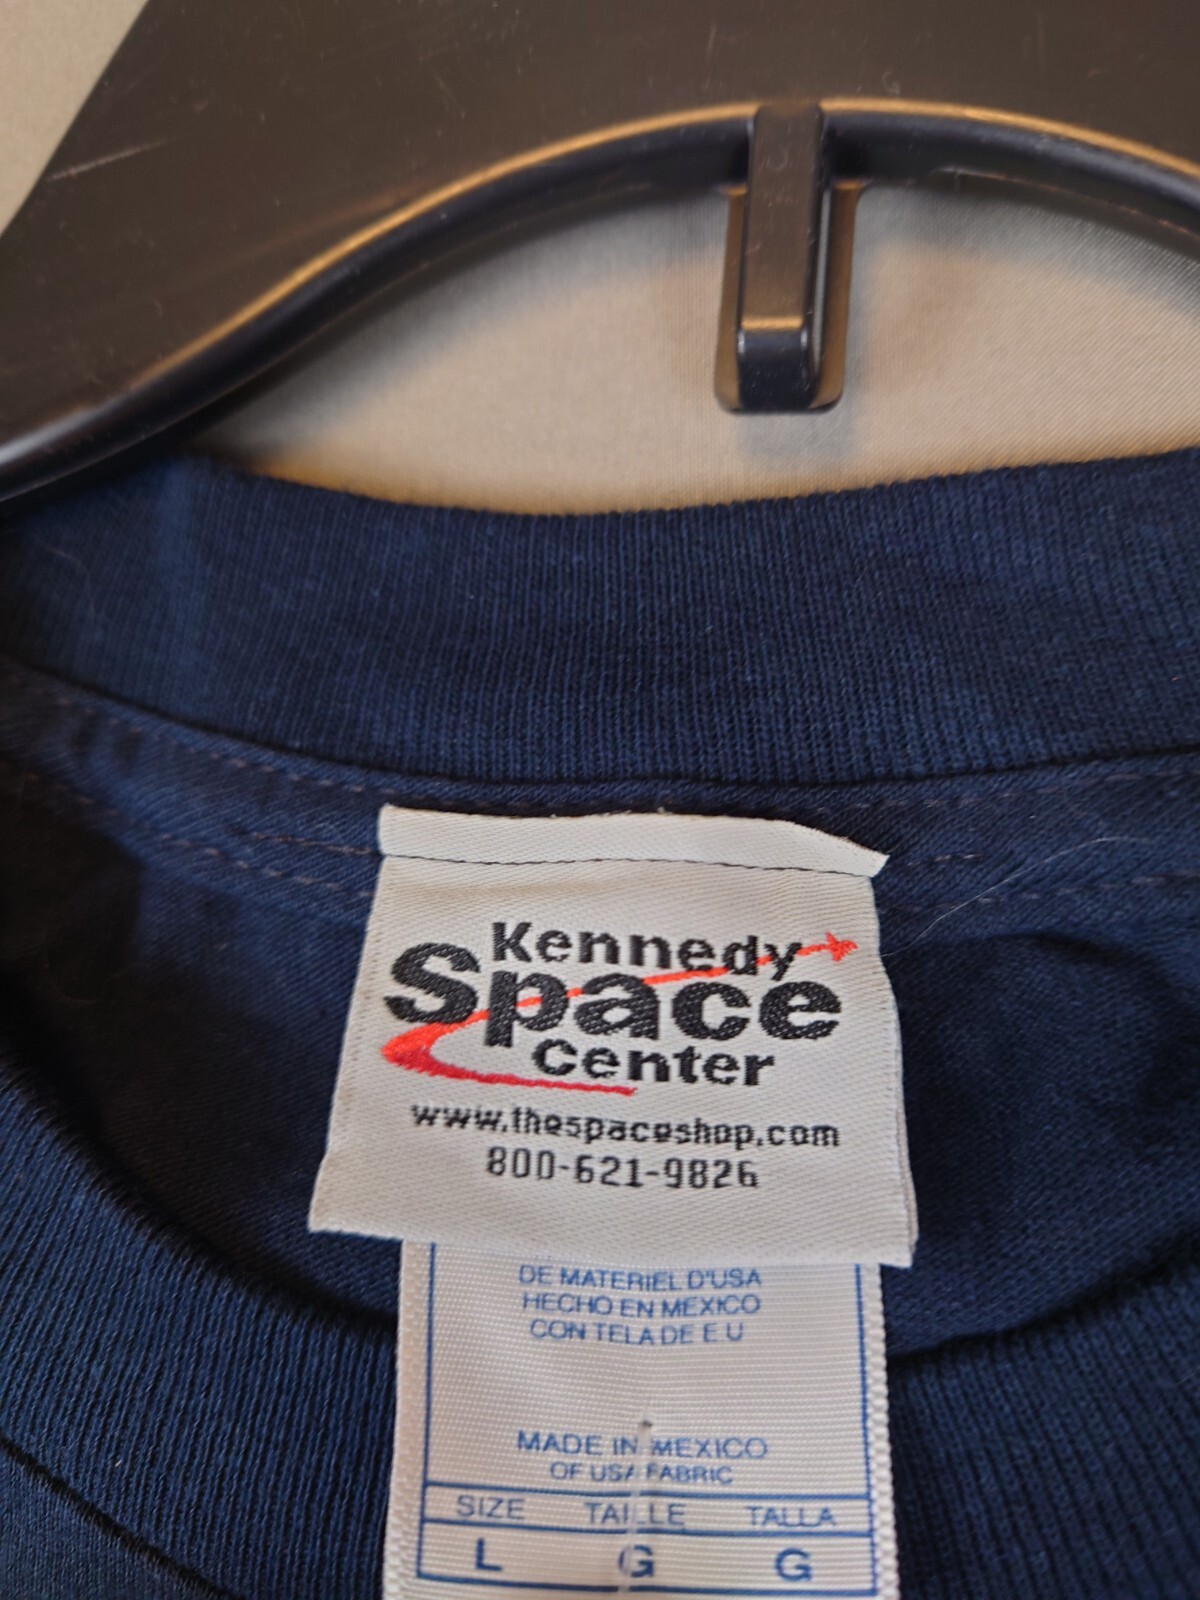 Kennedy
Space
Center
www.thespaceshop.com
800-621-9826
DE MATERIEL D'USA
HECHO EN MEXICO
CON TELA DE E.U
MADE IN MEXICO
OF USA FABRIC
SIZE TAILLE TALLA
L G G